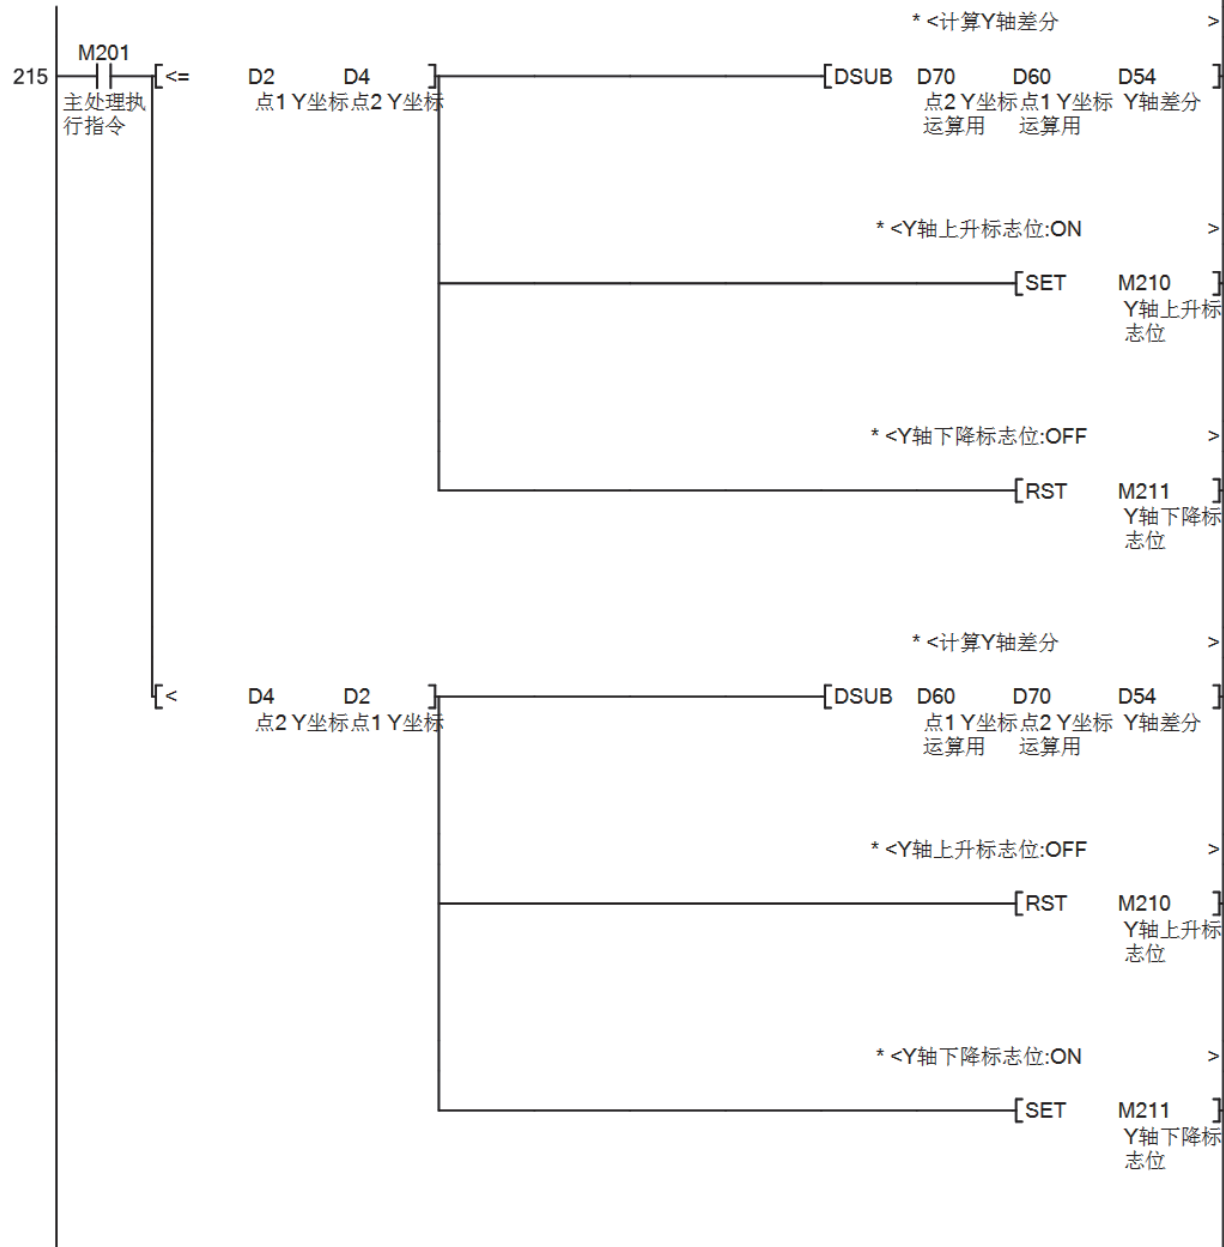 * <计算Y轴差分 >
M201
215 [<= D2 D4 ] [DSUB D70 D60 D54 ]
主处理执 点1 Y坐标 点2 Y坐标 点2 Y坐标 点1 Y坐标 Y轴差分
行指令 运算用 运算用
* <Y轴上升标志位:ON >
[SET M210 ]
Y轴上升标
志位
* <Y轴下降标志位:OFF >
[RST M211 ]
Y轴下降标
志位
* <计算Y轴差分 >
[< D4 D2 ] [DSUB D60 D70 D54 ]
点2 Y坐标 点1 Y坐标 点1 Y坐标 点2 Y坐标 Y轴差分
运算用 运算用
* <Y轴上升标志位:OFF >
[RST M210 ]
Y轴上升标
志位
* <Y轴下降标志位:ON >
[SET M211 ]
Y轴下降标
志位